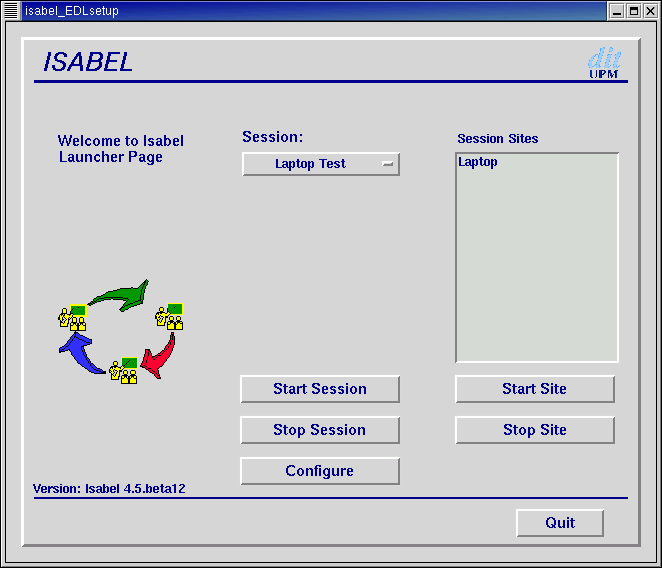 isabel_EDLsetup
ISABEL
dit
UPM
Welcome to Isabel
Launcher Page
Session:
Laptop Test
Session Sites
Laptop
Start Session
Start Site
Stop Session
Stop Site
Configure
Version: Isabel 4.5.beta12
Quit